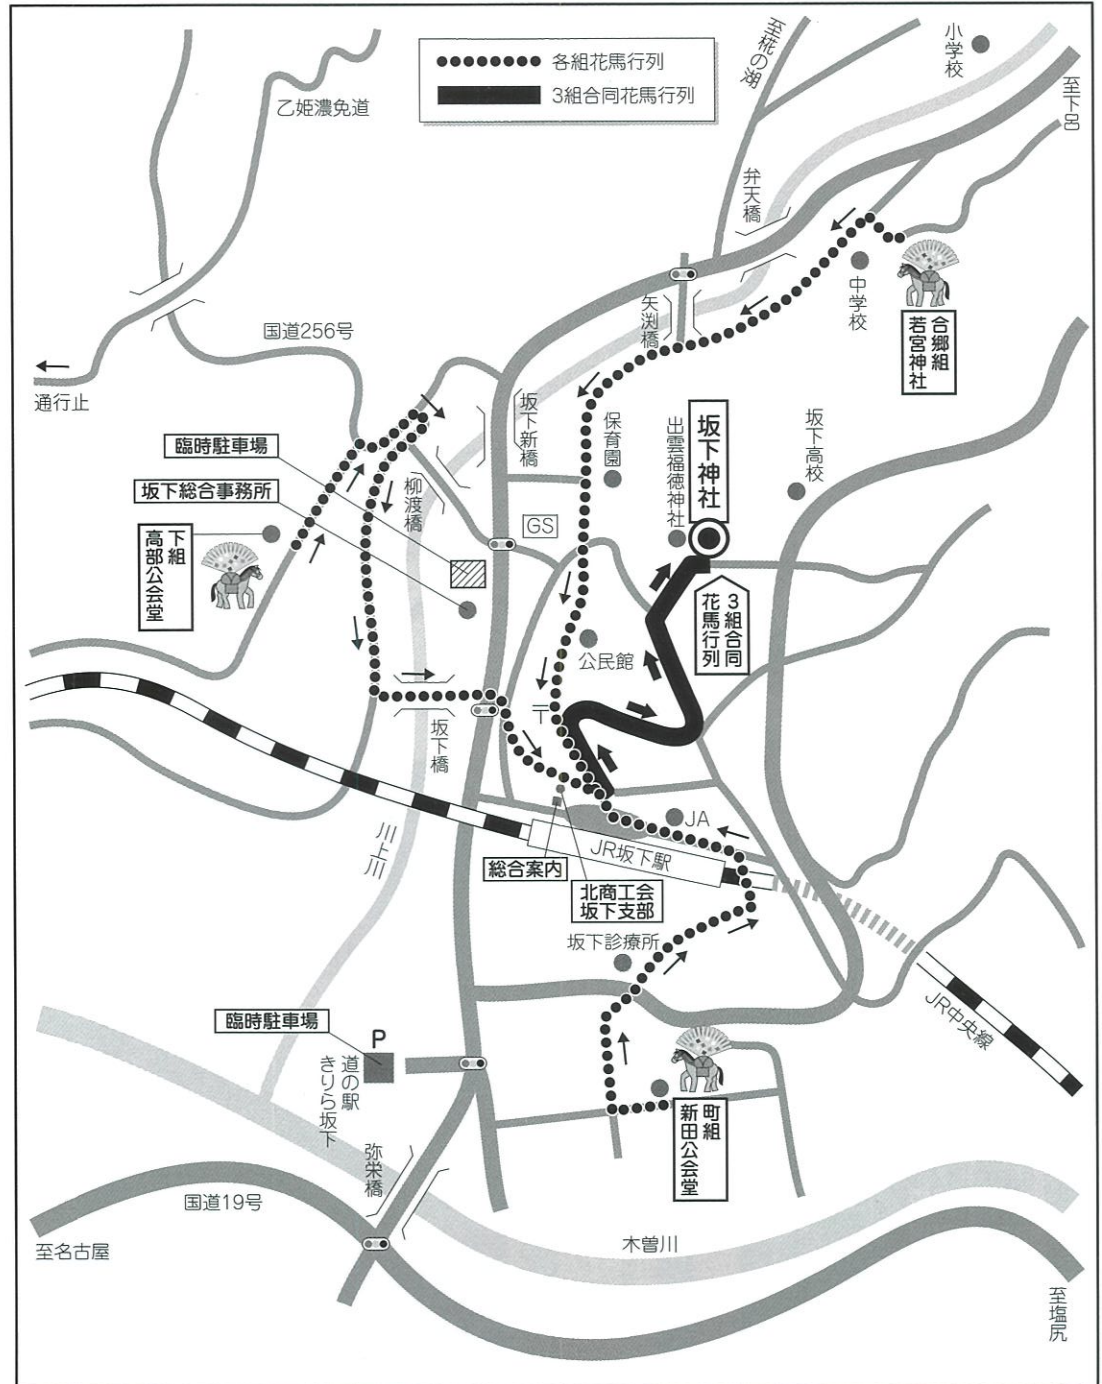 各組花馬行列
3組合同花馬行列
乙姫濃免道
至椛の湖
小学校
至下呂
弁天橋
中学校
合郷組
若宮神社
矢渕橋
国道256号
通行止
坂下新橋
保育園
出雲福徳神社
坂下神社
坂下高校
臨時駐車場
坂下総合事務所
柳渡橋
GS
下組
高部公会堂
3組合同
花馬行列
公民館
〒
坂下橋
川上川
JA
JR坂下駅
総合案内
北商工会
坂下支部
坂下診療所
JR中央線
臨時駐車場
P
道の駅
きりら坂下
町組
新田公会堂
弥栄橋
国道19号
至名古屋
木曽川
至塩尻